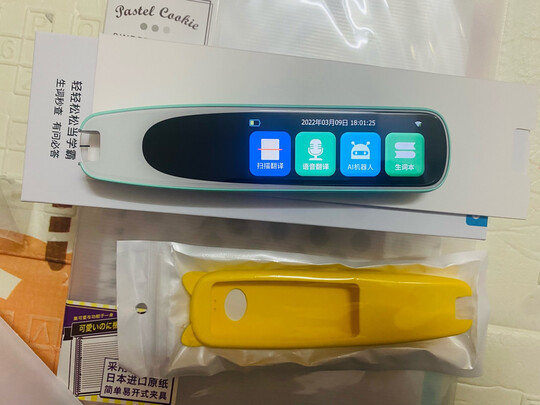 Pastel Cookie
轻轻松松当学霸
生词秒查 有问必答
2022年03月09日 18:01:25
扫描翻译
语音翻译
AI机器人
生词本
可愛いのに
采用
日本进口原纸
简单易开式夹具